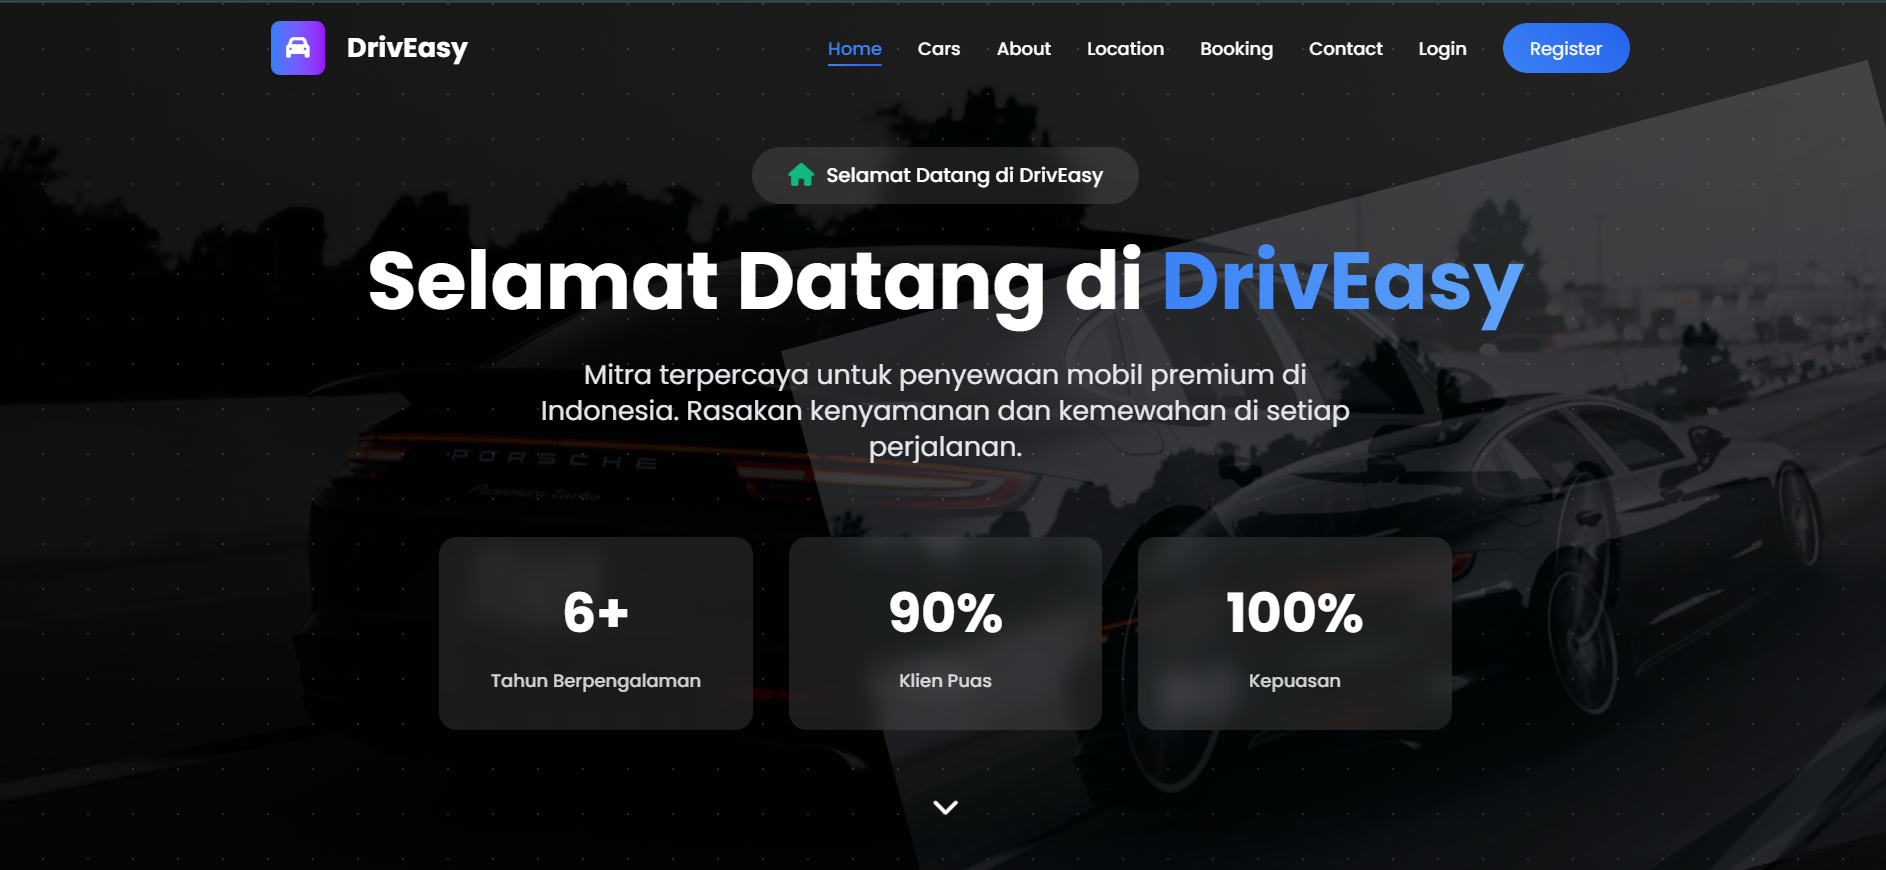 DrivEasy
Home Cars About Location Booking Contact Login Register
Selamat Datang di DrivEasy
Selamat Datang di DrivEasy
Mitra terpercaya untuk penyewaan mobil premium di
Indonesia. Rasakan kenyamanan dan kemewahan di setiap
perjalanan.
PORSCHE
Panamera turbo
6+ 90% 100%
Tahun Berpengalaman Klien Puas Kepuasan